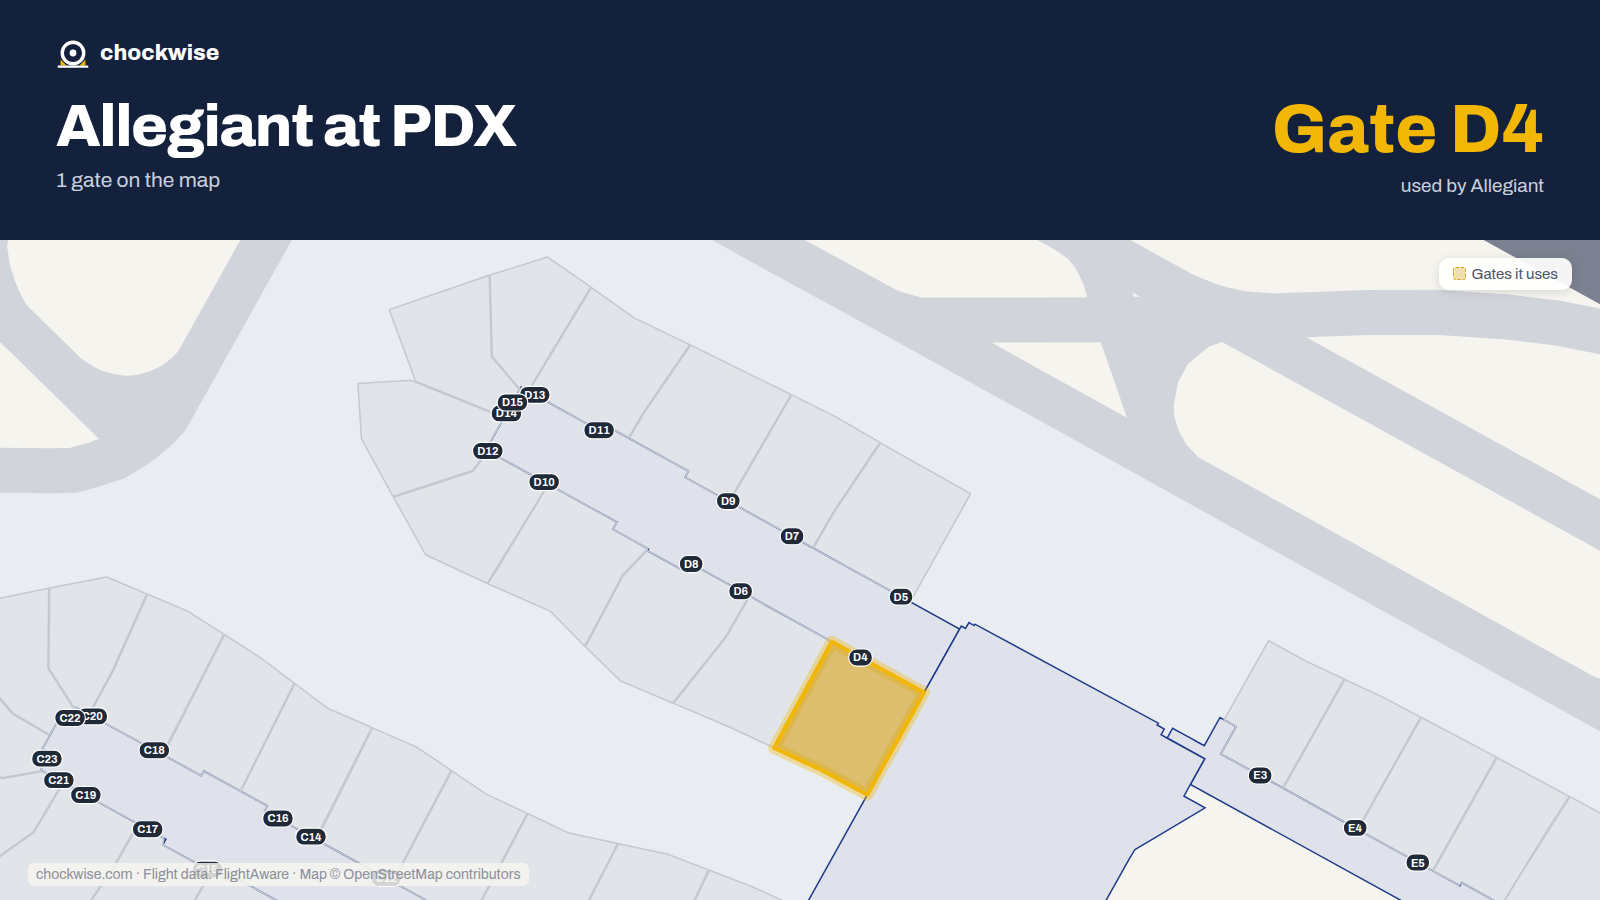 chockwise
Allegiant at PDX
1 gate on the map
Gate D4
used by Allegiant
Gates it uses
D13
D15
D14
D11
D12
D10
D9
D7
D8
D6
D5
D4
C22
C20
C18
C23
C21
C19
C17
C16
C14
E3
E4
E5
chockwise.com · Flight data: FlightAware · Map © OpenStreetMap contributors